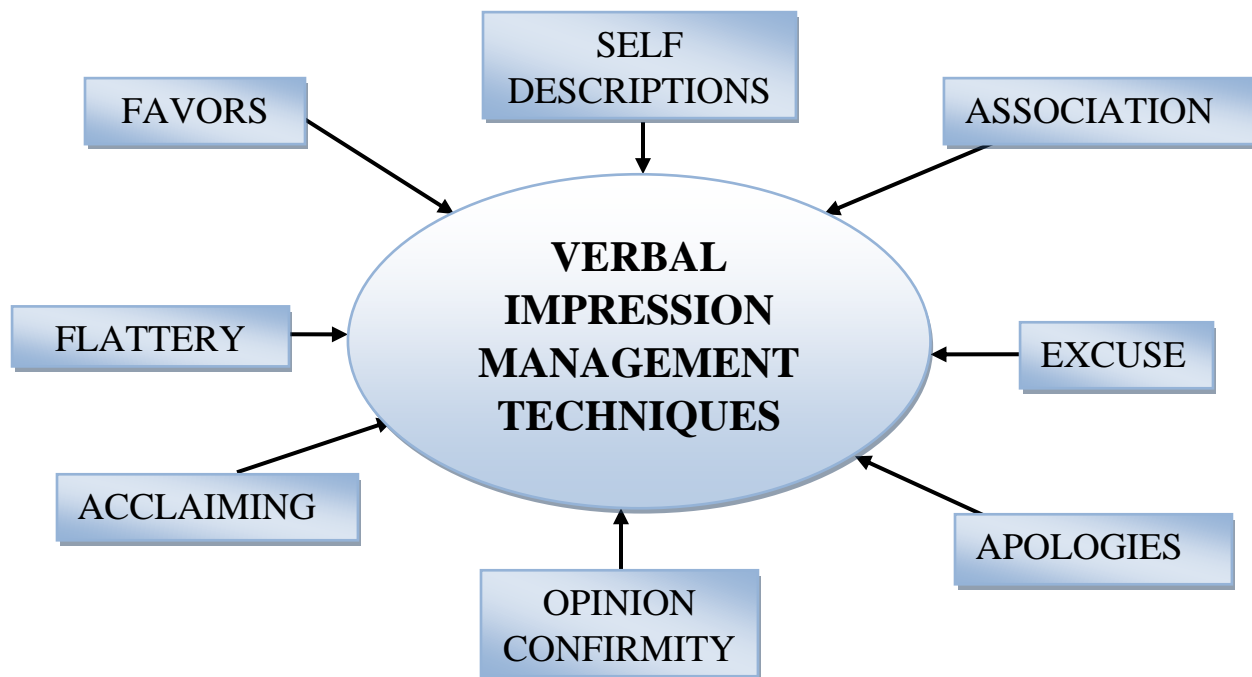 SELF
DESCRIPTIONS
FAVORS
ASSOCIATION
VERBAL
IMPRESSION
MANAGEMENT
TECHNIQUES
FLATTERY
EXCUSE
ACCLAIMING
APOLOGIES
OPINION
CONFIRMITY